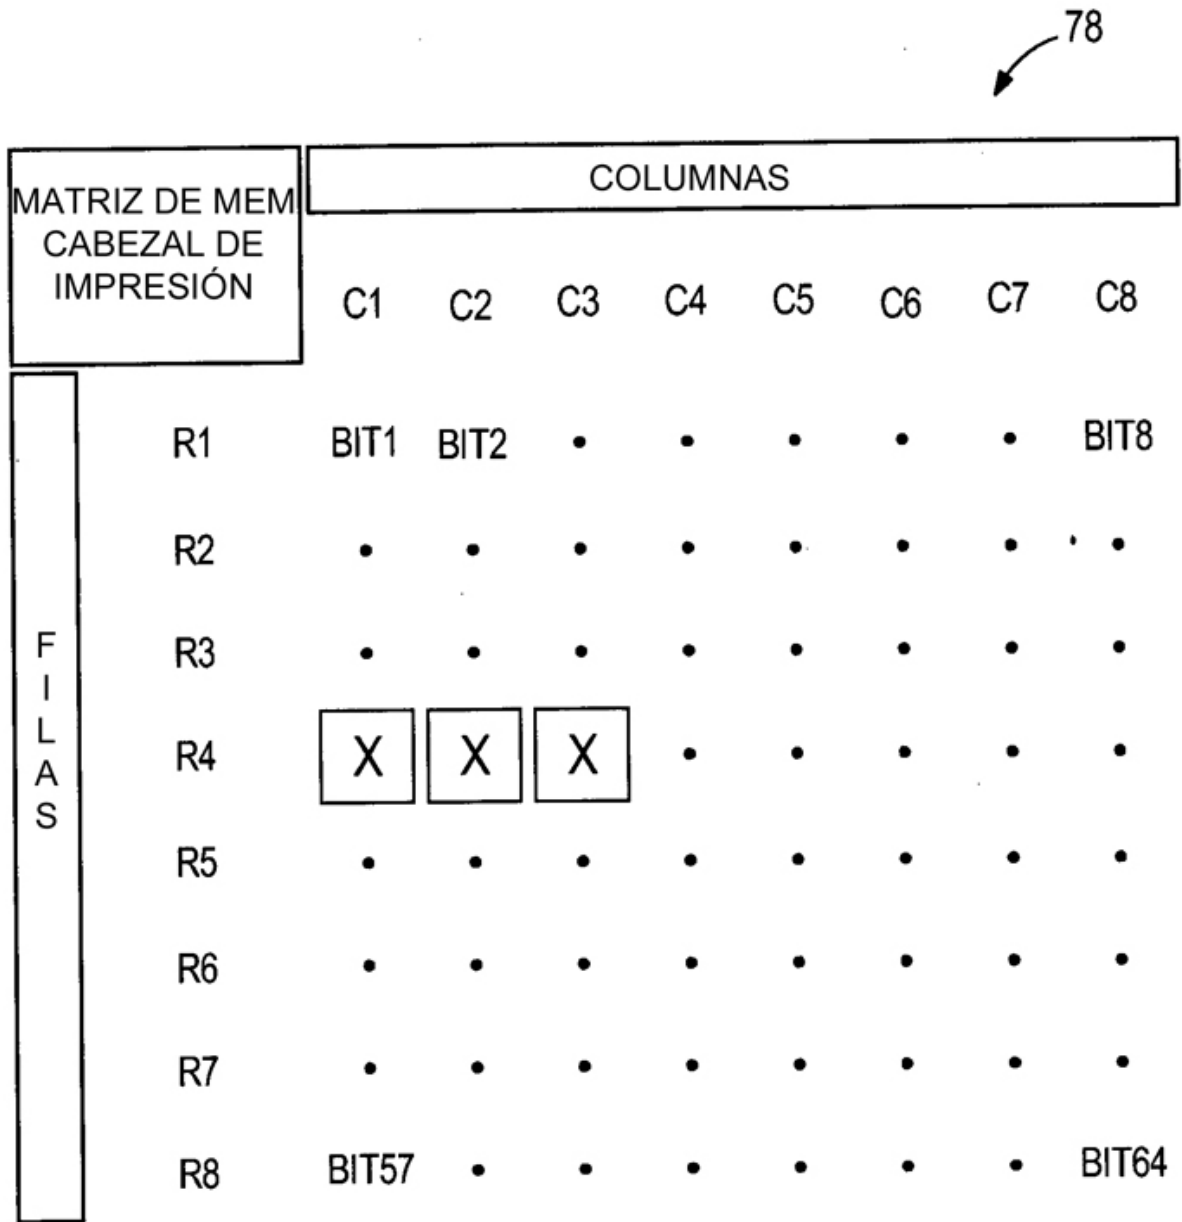 78
MATRIZ DE MEM
CABEZAL DE
IMPRESIÓN
COLUMNAS
C1 C2 C3 C4 C5 C6 C7 C8
FILAS
R1 BIT1 BIT2 • • • • • BIT8
R2 • • • • • • • •
R3 • • • • • • • •
R4 X X X • • • • •
R5 • • • • • • • •
R6 • • • • • • • •
R7 • • • • • • • •
R8 BIT57 • • • • • • BIT64